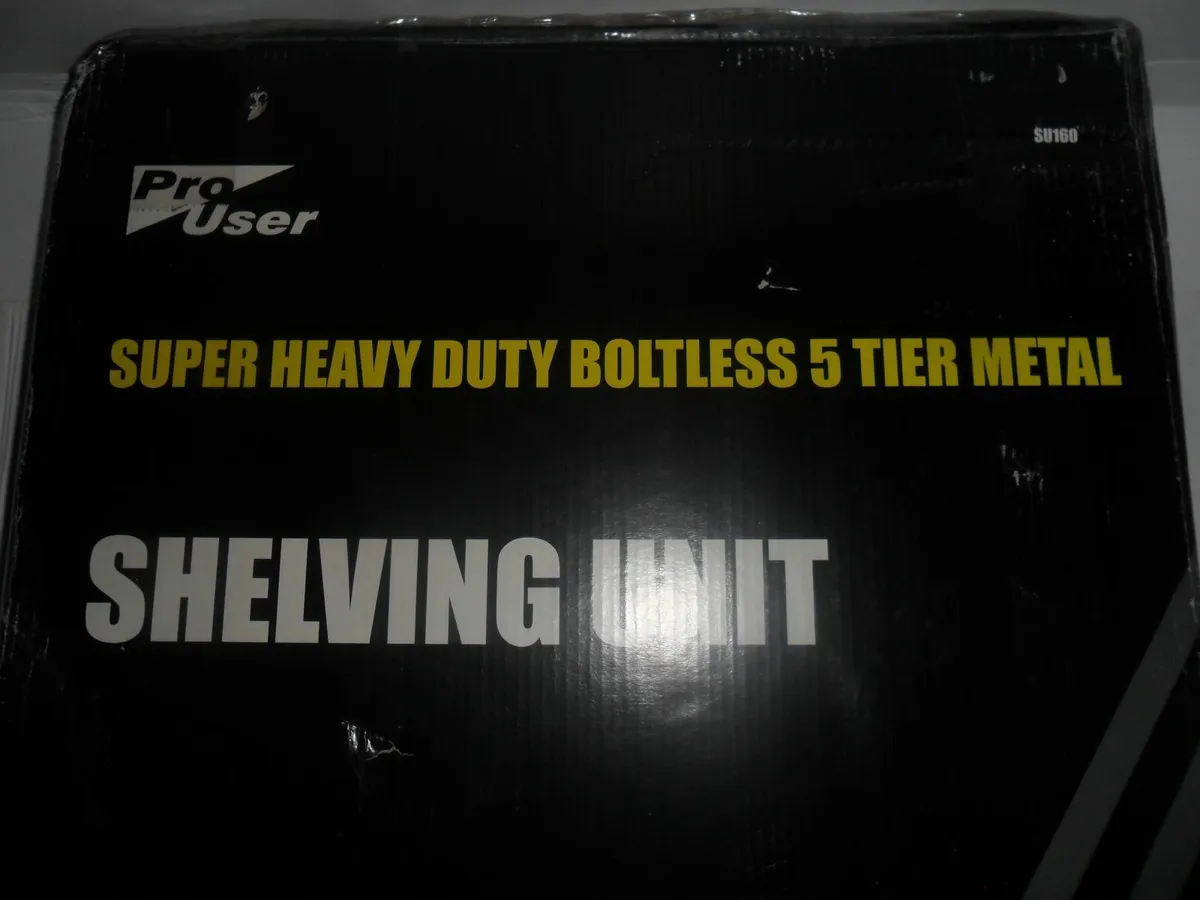 SU160
Pro
User
SUPER HEAVY DUTY BOLTLESS 5 TIER METAL
SHELVING UNIT